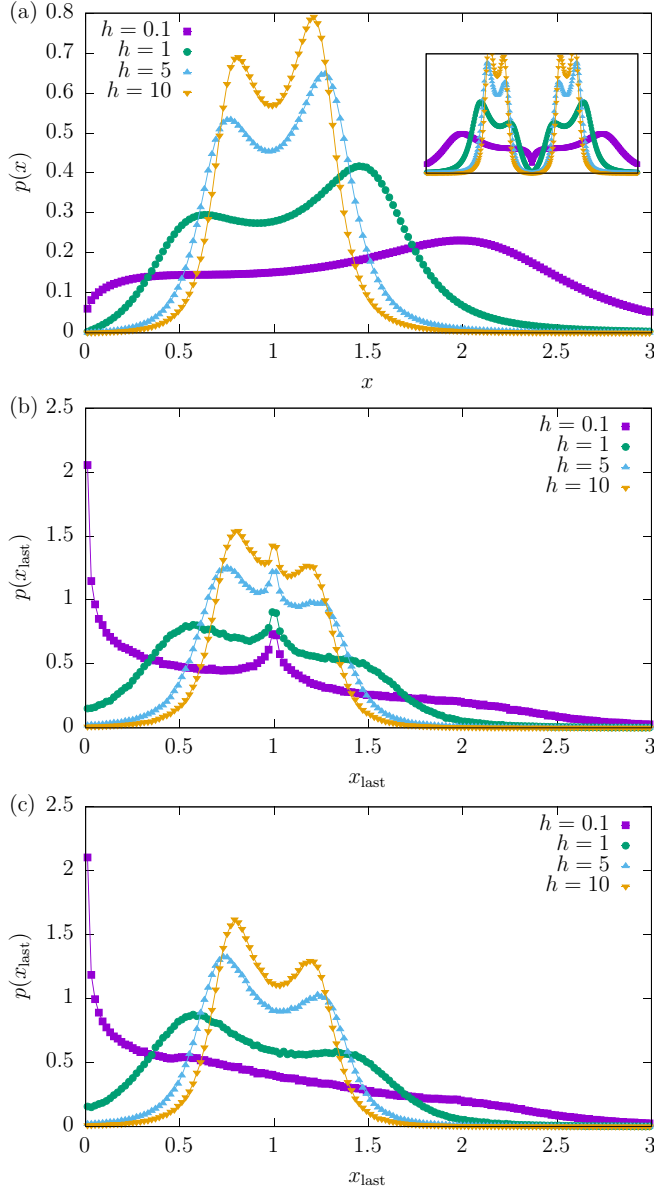 (a)
0.8
0.7
0.6
0.5
0.4
0.3
0.2
0.1
0
p(x)
h = 0.1
h = 1
h = 5
h = 10
0 0.5 1 1.5 2 2.5 3
x
(b)
2.5
2
1.5
1
0.5
0
p(x_last)
h = 0.1
h = 1
h = 5
h = 10
0 0.5 1 1.5 2 2.5 3
x_last
(c)
2.5
2
1.5
1
0.5
0
p(x_last)
h = 0.1
h = 1
h = 5
h = 10
0 0.5 1 1.5 2 2.5 3
x_last